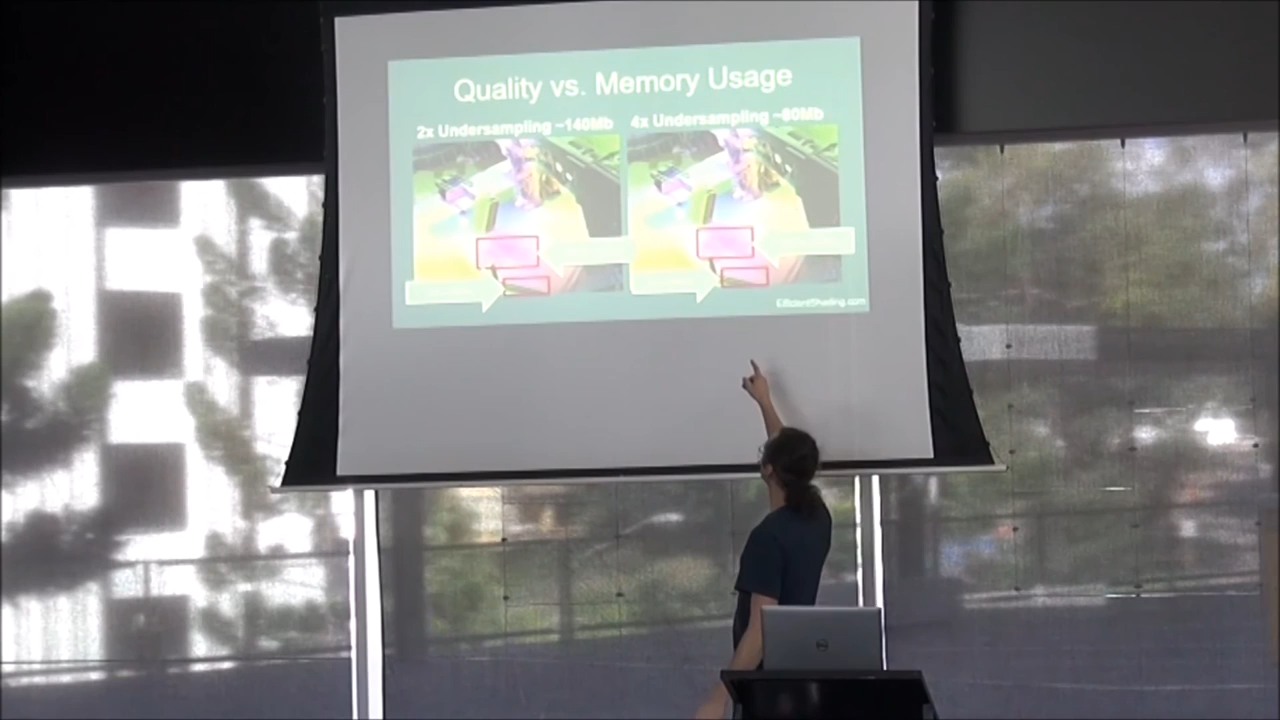 Quality vs. Memory Usage
2x Undersampling ~140Mb
4x Undersampling ~80Mb
EfficientShading.com
DELL